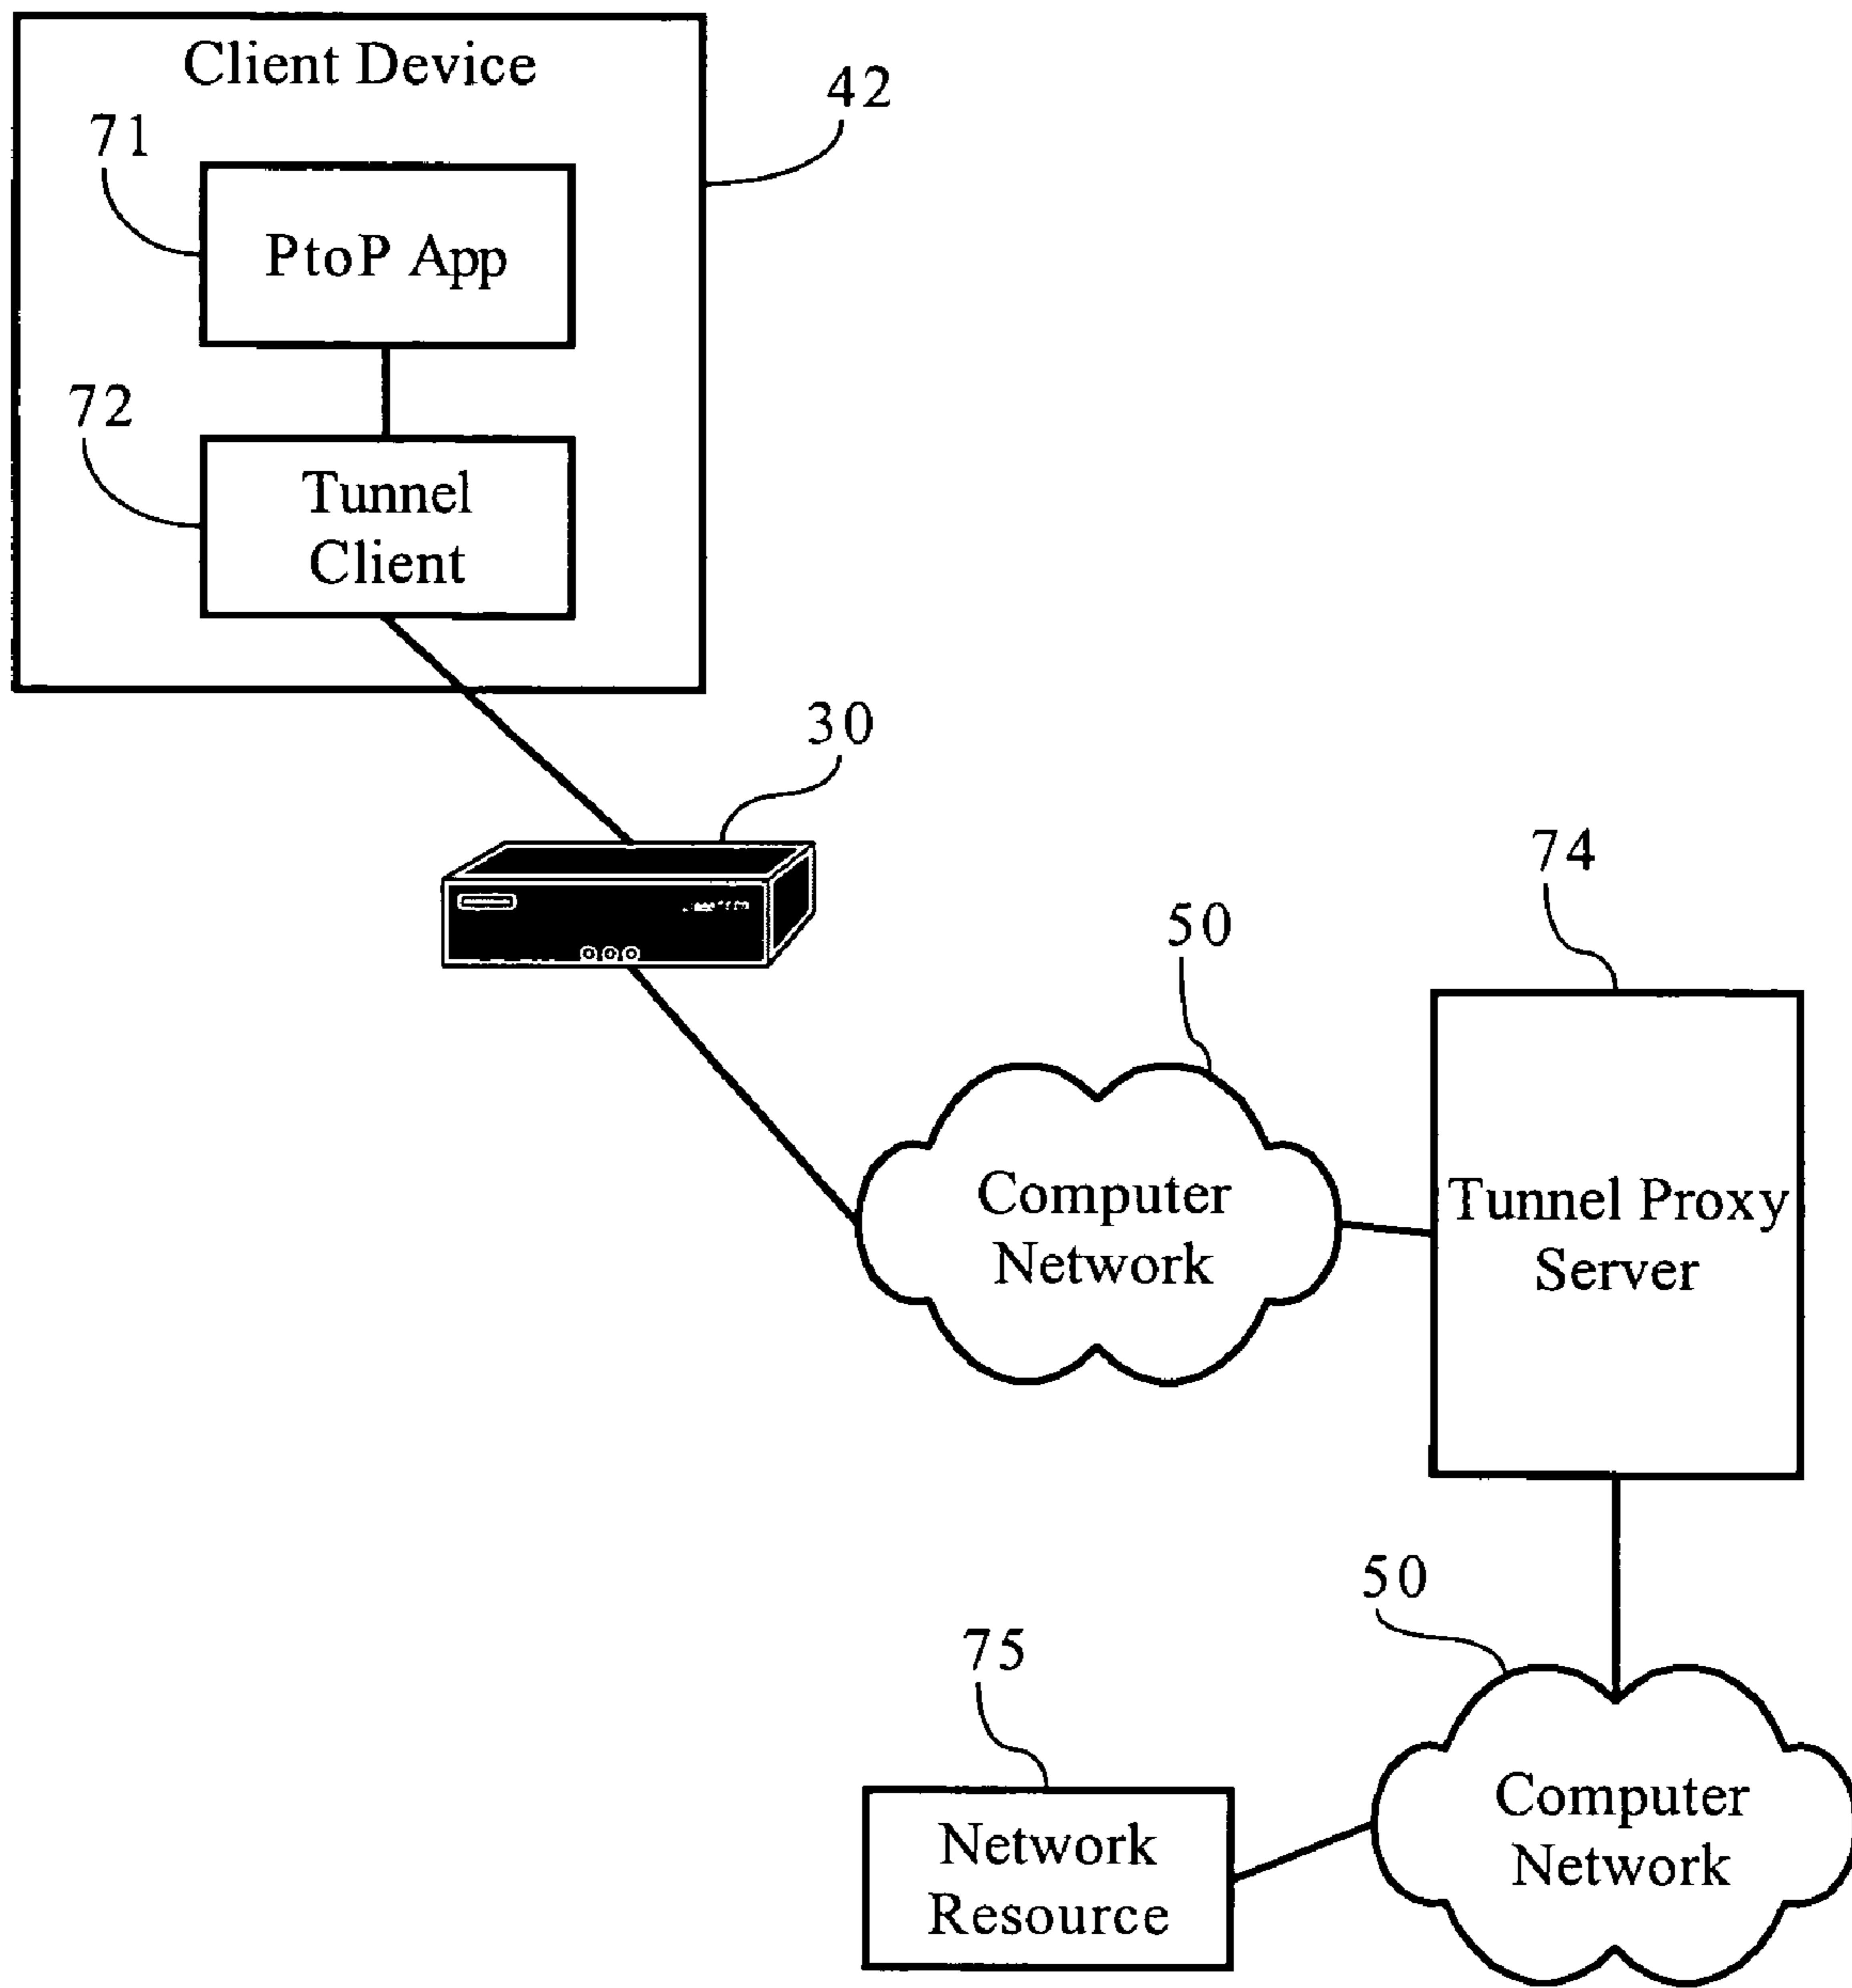 Client Device
42
71
PtoP App
72
Tunnel
Client
30
74
50
Computer
Network
Tunnel Proxy
Server
50
75
Computer
Network
Network
Resource